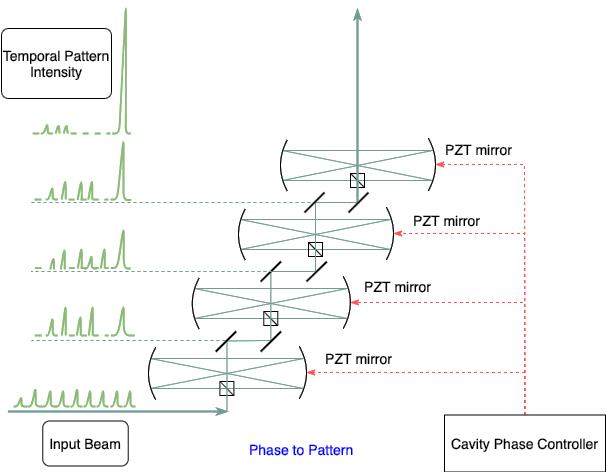 Temporal Pattern
Intensity
PZT mirror
PZT mirror
PZT mirror
PZT mirror
Input Beam
Phase to Pattern
Cavity Phase Controller